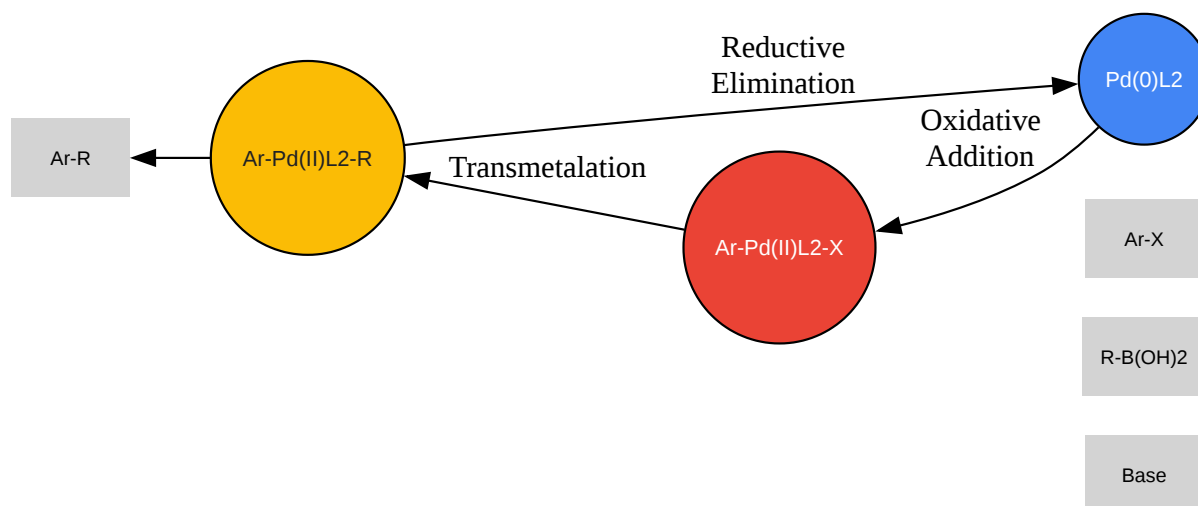 Reductive
Elimination
Pd(0)L2
Oxidative
Addition
Ar-R
Ar-Pd(II)L2-R
Transmetalation
Ar-Pd(II)L2-X
Ar-X
R-B(OH)2
Base